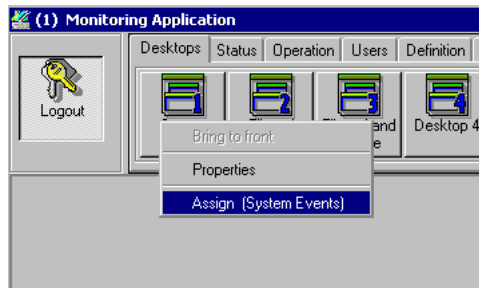 (1) Monitoring Application
Desktops Status Operation Users Definition
Logout
1 2 3 4
and Desktop 4
Bring to front
Properties
Assign (System Events)